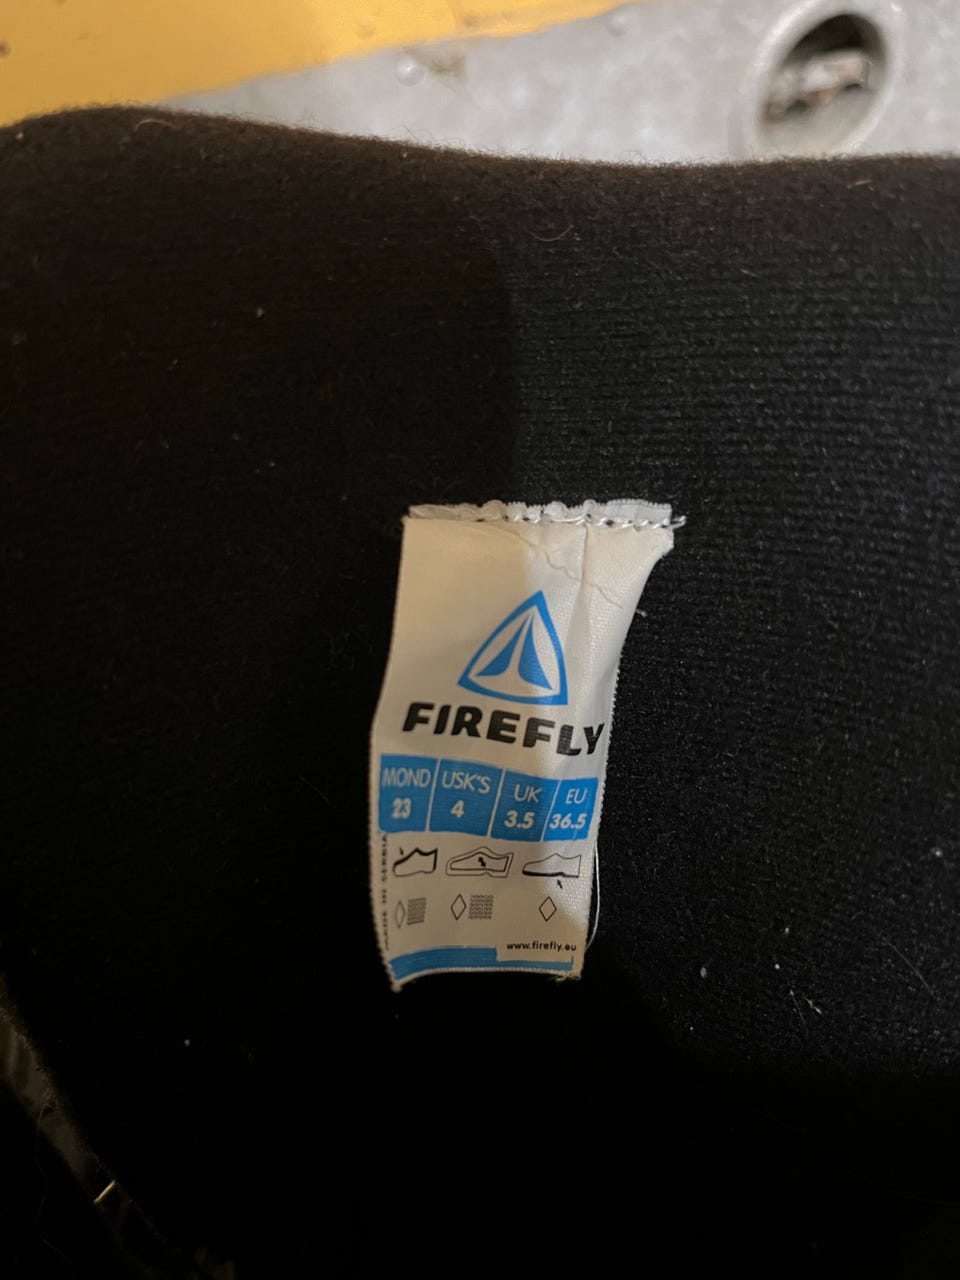 FIREFLY
MOND USK'S UK EU
23 4 3.5 36.5
MADE IN SERBIA
www.firefly.eu